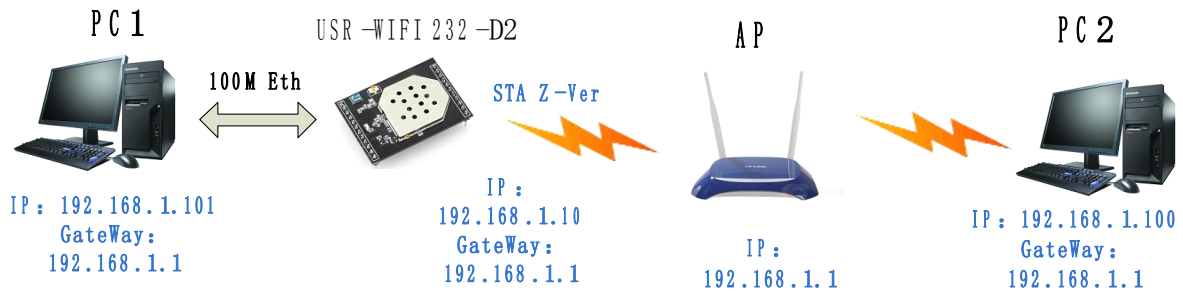 PC1
USR-WIFI232-D2
AP
PC2
100M Eth
STA Z-Ver
IP：192.168.1.101
GateWay：
192.168.1.1
IP：
192.168.1.10
GateWay：
192.168.1.1
IP：
192.168.1.1
IP：192.168.1.100
GateWay：
192.168.1.1